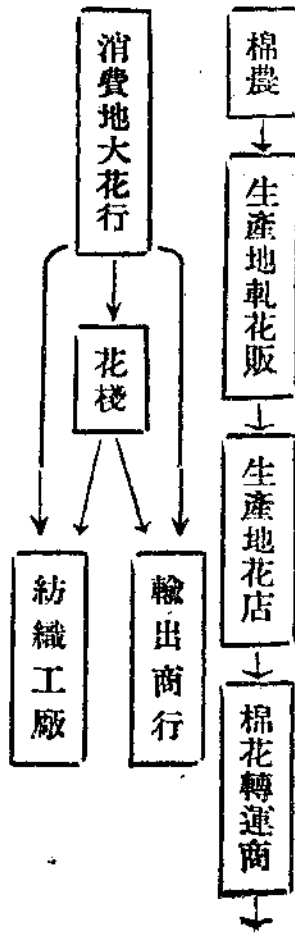 棉農
生產地軋花販
生產地花店
棉花轉運商
消費地大花行
花棧
輸出商行
紡織工廠